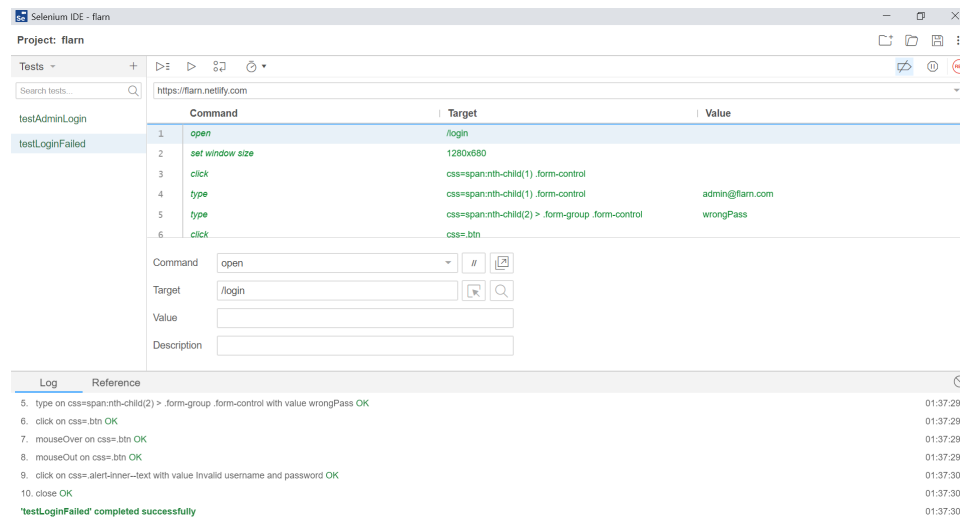 Se Selenium IDE - flarn
Project: flarn
Tests
Search tests...
https://flarn.netlify.com
testAdminLogin
testLoginFailed
Command Target Value
1 open /login
2 set window size 1280x680
3 click css=span:nth-child(1) .form-control
4 type css=span:nth-child(1) .form-control admin@flarn.com
5 type css=span:nth-child(2) > .form-group .form-control wrongPass
6 click css=.btn
Command open //
Target /login
Value
Description
Log Reference
5. type on css=span:nth-child(2) > .form-group .form-control with value wrongPass OK 01:37:29
6. click on css=.btn OK 01:37:29
7. mouseOver on css=.btn OK 01:37:29
8. mouseOut on css=.btn OK 01:37:29
9. click on css=.alert-inner--text with value Invalid username and password OK 01:37:30
10. close OK 01:37:30
'testLoginFailed' completed successfully 01:37:30